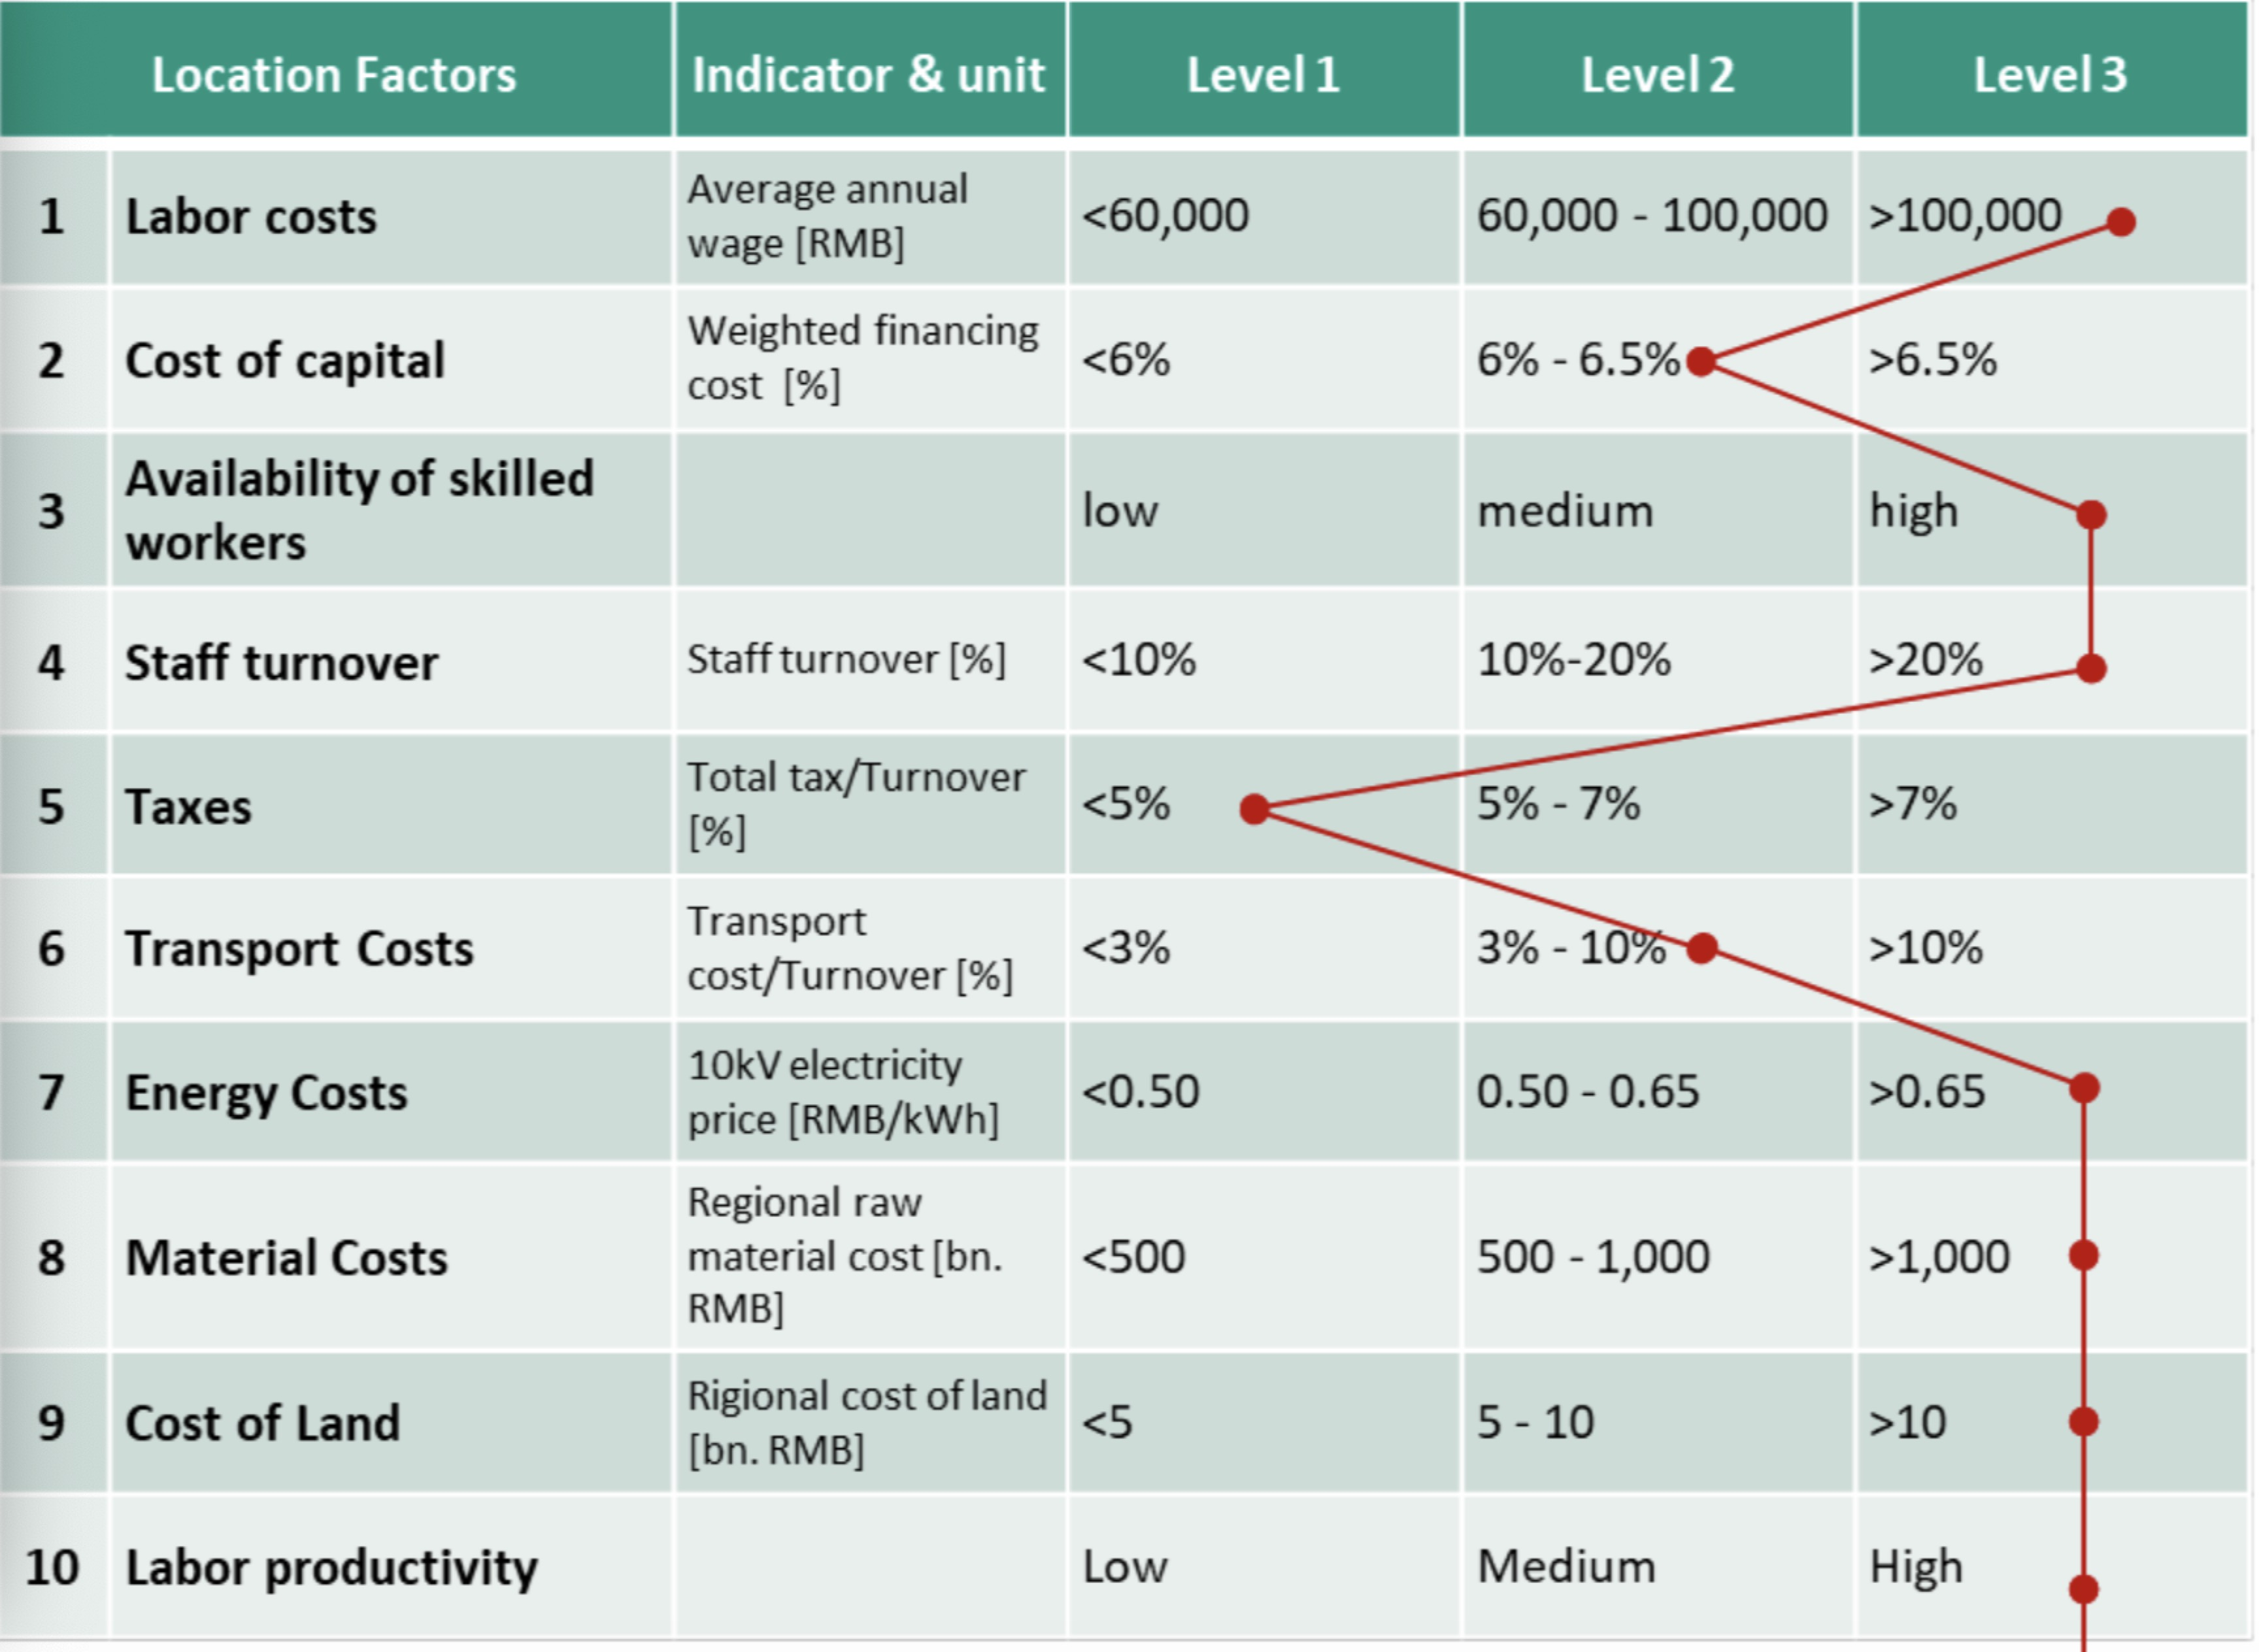 Location Factors Indicator & unit Level 1 Level 2 Level 3
1 Labor costs Average annual wage [RMB] <60,000 60,000 - 100,000 >100,000
2 Cost of capital Weighted financing cost [%] <6% 6% - 6.5% >6.5%
3 Availability of skilled workers low medium high
4 Staff turnover Staff turnover [%] <10% 10%-20% >20%
5 Taxes Total tax/Turnover [%] <5% 5% - 7% >7%
6 Transport Costs Transport cost/Turnover [%] <3% 3% - 10% >10%
7 Energy Costs 10kV electricity price [RMB/kWh] <0.50 0.50 - 0.65 >0.65
8 Material Costs Regional raw material cost [bn. RMB] <500 500 - 1,000 >1,000
9 Cost of Land Rigional cost of land [bn. RMB] <5 5 - 10 >10
10 Labor productivity Low Medium High